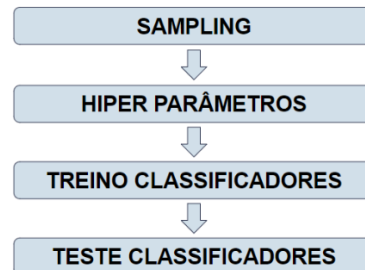 SAMPLING
HIPER PARÂMETROS
TREINO CLASSIFICADORES
TESTE CLASSIFICADORES